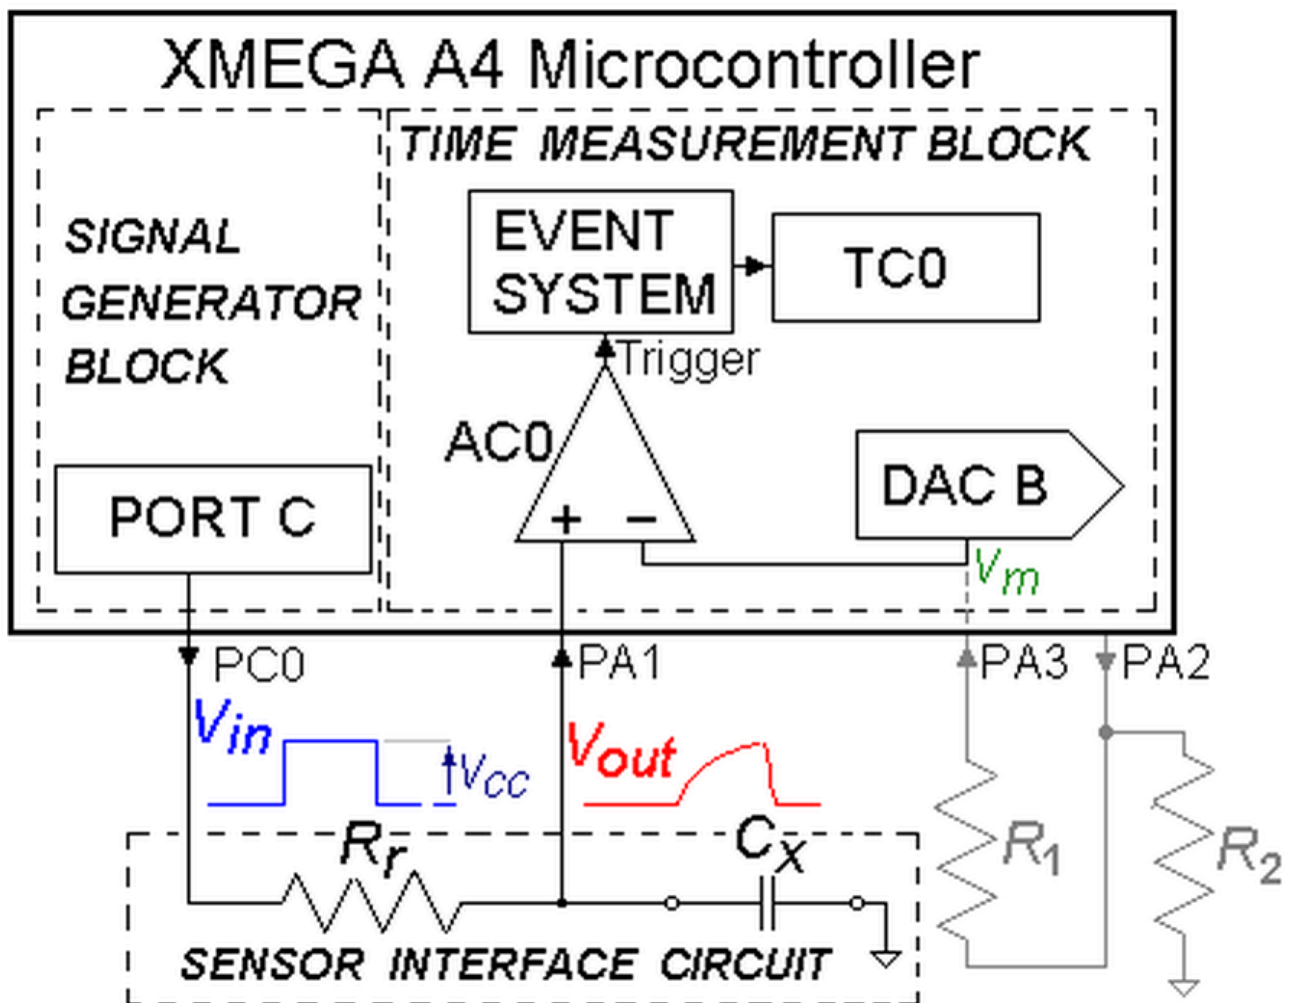 XMEGA A4 Microcontroller
TIME MEASUREMENT BLOCK
SIGNAL
GENERATOR
BLOCK
EVENT
SYSTEM
TC0
Trigger
AC0
DAC B
PORT C
+ −
Vm
PC0
PA1
PA3
PA2
Vin
Vcc
Vout
Rr
Cx
R1
R2
SENSOR INTERFACE CIRCUIT